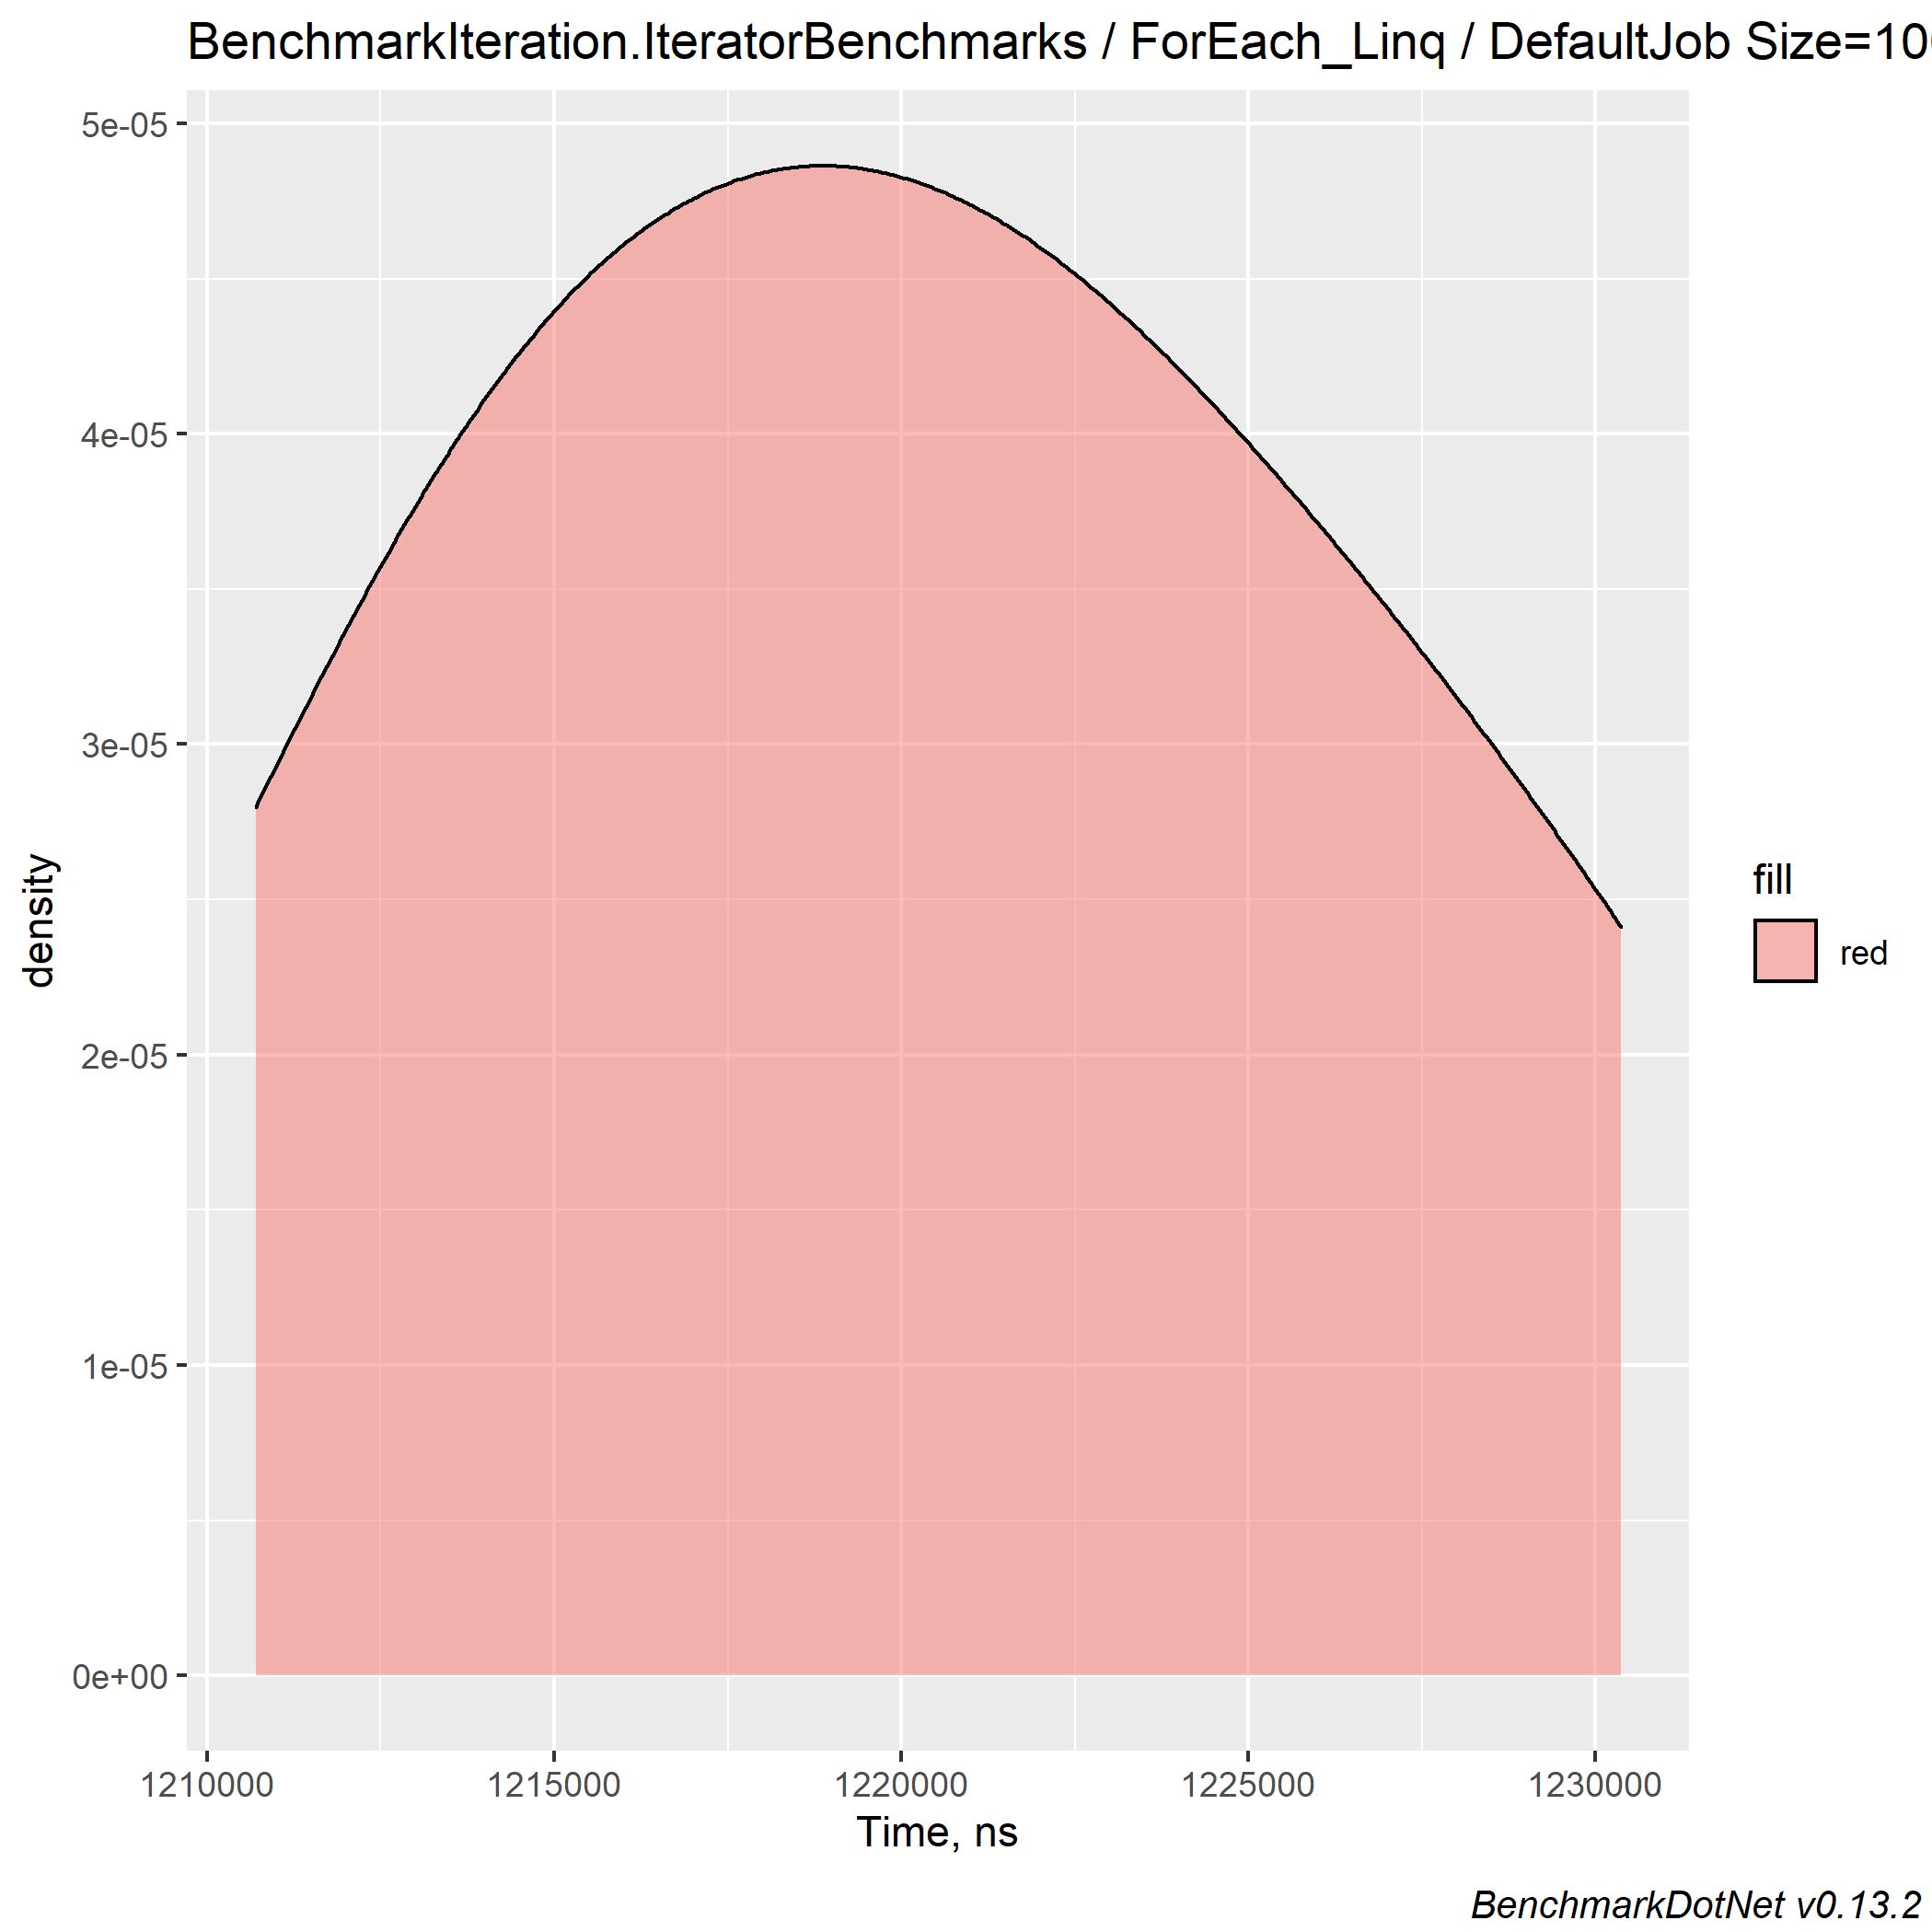 BenchmarkIteration.IteratorBenchmarks / ForEach_Linq / DefaultJob Size=10
5e-05
4e-05
3e-05
2e-05
1e-05
0e+00
density
1210000 1215000 1220000 1225000 1230000
Time, ns
fill
red
BenchmarkDotNet v0.13.2